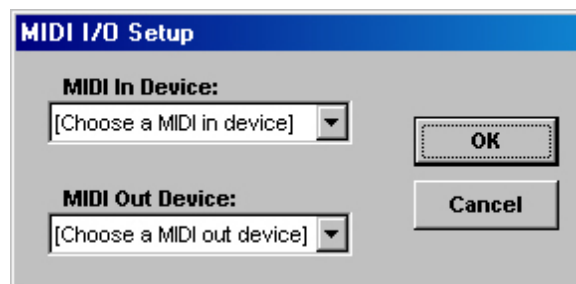 MIDI I/O Setup
MIDI In Device:
[Choose a MIDI in device]
OK
MIDI Out Device:
[Choose a MIDI out device]
Cancel